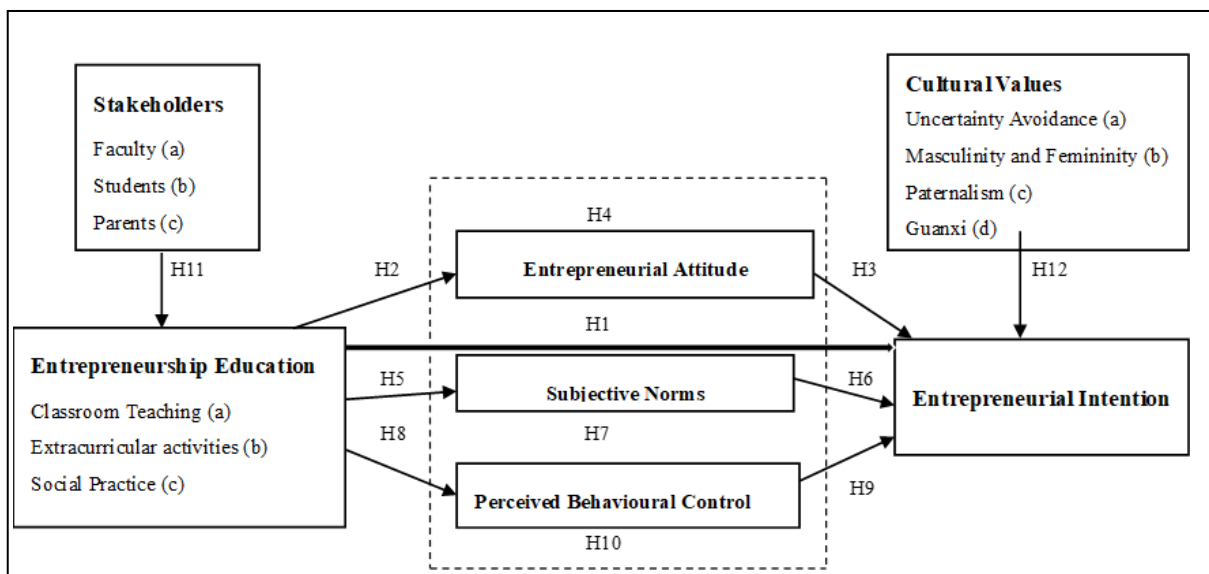 Stakeholders
Faculty (a)
Students (b)
Parents (c)
Cultural Values
Uncertainty Avoidance (a)
Masculinity and Femininity (b)
Paternalism (c)
Guanxi (d)
H11
H2
H4
Entrepreneurial Attitude
H3
H12
H1
Entrepreneurship Education
Classroom Teaching (a)
Extracurricular activities (b)
Social Practice (c)
H5
Subjective Norms
H6
H7
Entrepreneurial Intention
H8
Perceived Behavioural Control
H9
H10